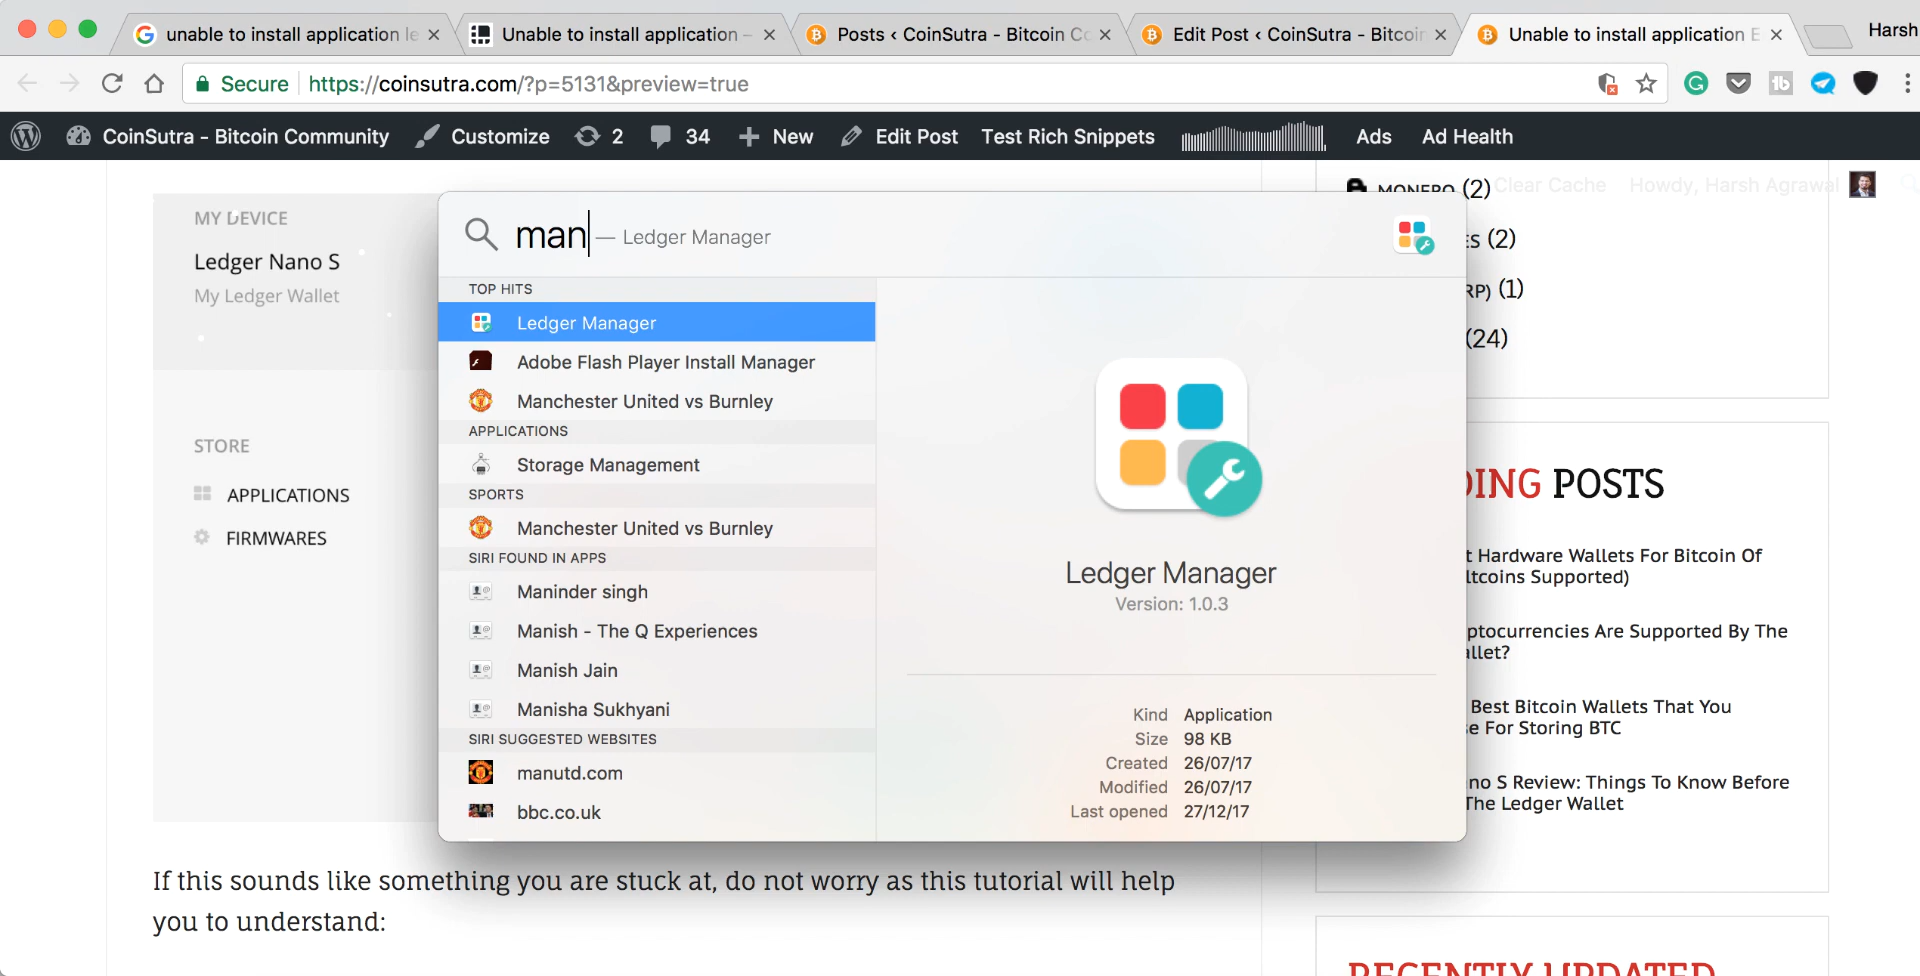 unable to install application le
Unable to install application –
Posts ‹ CoinSutra - Bitcoin Co
Edit Post ‹ CoinSutra - Bitcoin
Unable to install application E
Harsh
Secure
https://coinsutra.com/?p=5131&preview=true
CoinSutra - Bitcoin Community
Customize
2
34
New
Edit Post
Test Rich Snippets
Ads
Ad Health
Clear Cache
Howdy, Harsh Agrawal
MY DEVICE
Ledger Nano S
My Ledger Wallet
STORE
APPLICATIONS
FIRMWARES
man — Ledger Manager
TOP HITS
Ledger Manager
Adobe Flash Player Install Manager
Manchester United vs Burnley
APPLICATIONS
Storage Management
SPORTS
Manchester United vs Burnley
SIRI FOUND IN APPS
Maninder singh
Manish - The Q Experiences
Manish Jain
Manisha Sukhyani
SIRI SUGGESTED WEBSITES
manutd.com
bbc.co.uk
Ledger Manager
Version: 1.0.3
Kind Application
Size 98 KB
Created 26/07/17
Modified 26/07/17
Last opened 27/12/17
MONERO (2)
ES (2)
RP) (1)
(24)
DING POSTS
t Hardware Wallets For Bitcoin Of
ltcoins Supported)
ptocurrencies Are Supported By The
allet?
Best Bitcoin Wallets That You
e For Storing BTC
no S Review: Things To Know Before
The Ledger Wallet
RECENTLY UPDATED
If this sounds like something you are stuck at, do not worry as this tutorial will help
you to understand: